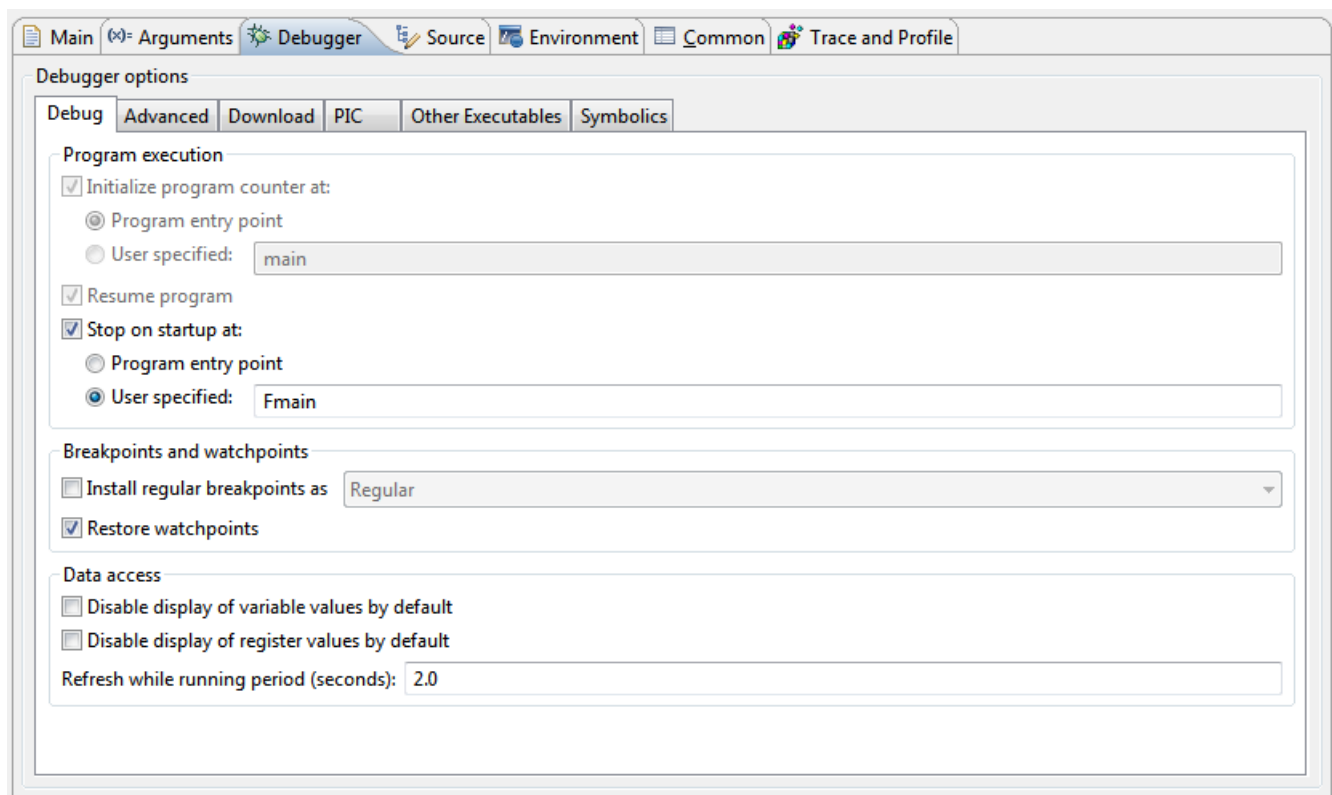 Main (x)= Arguments Debugger Source Environment Common Trace and Profile
Debugger options
Debug Advanced Download PIC Other Executables Symbolics
Program execution
Initialize program counter at:
Program entry point
User specified: main
Resume program
Stop on startup at:
Program entry point
User specified: Fmain
Breakpoints and watchpoints
Install regular breakpoints as Regular
Restore watchpoints
Data access
Disable display of variable values by default
Disable display of register values by default
Refresh while running period (seconds): 2.0